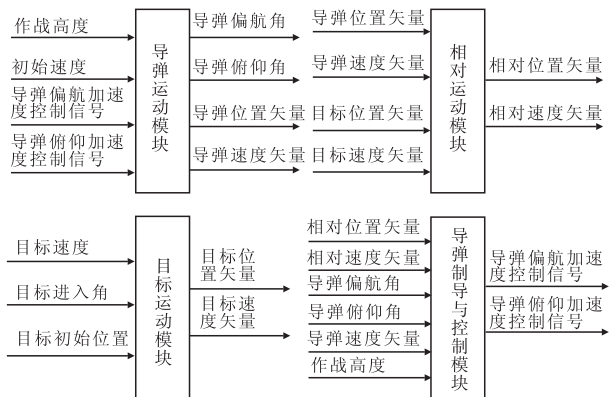 作战高度
初始速度
导弹偏航加速
度控制信号
导弹俯仰加速
度控制信号
导弹运动模块
导弹偏航角
导弹俯仰角
导弹位置矢量
导弹速度矢量
导弹位置矢量
导弹速度矢量
目标位置矢量
目标速度矢量
相对运动模块
相对位置矢量
相对速度矢量
目标速度
目标进入角
目标初始位置
目标运动模块
目标位
置矢量
目标速
度矢量
相对位置矢量
相对速度矢量
导弹偏航角
导弹俯仰角
导弹速度矢量
作战高度
导弹制导与控制模块
导弹偏航加速
度控制信号
导弹俯仰加速
度控制信号